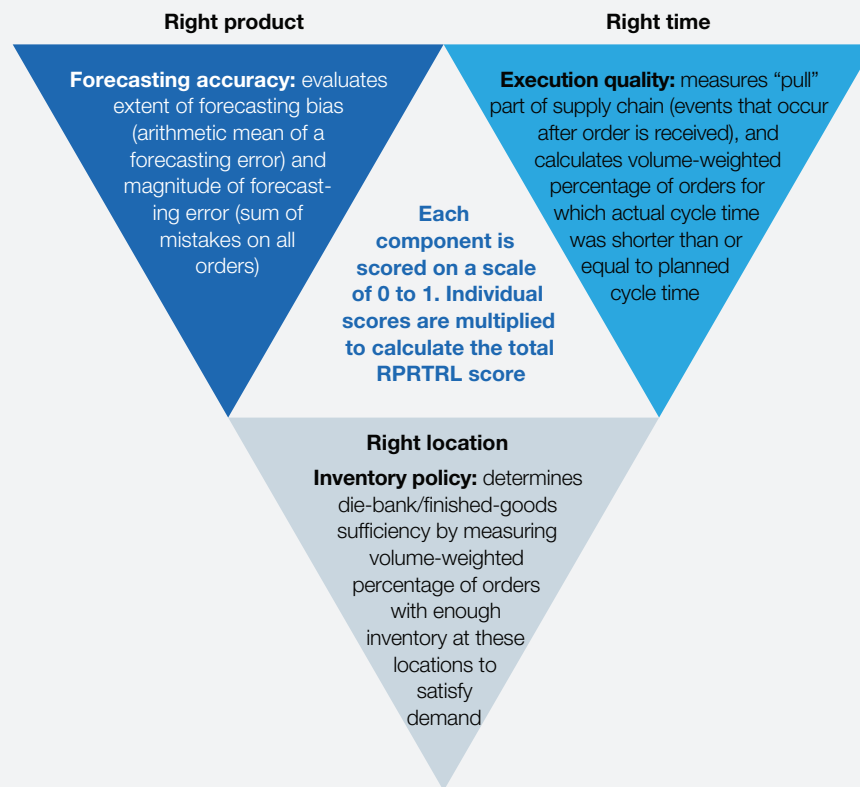 Right product
Forecasting accuracy: evaluates
extent of forecasting bias
(arithmetic mean of a
forecasting error) and
magnitude of forecast-
ing error (sum of
mistakes on all
orders)
Right time
Execution quality: measures “pull”
part of supply chain (events that occur
after order is received), and
calculates volume-weighted
percentage of orders for
which actual cycle time
was shorter than or
equal to planned
cycle time
Each
component is
scored on a scale
of 0 to 1. Individual
scores are multiplied
to calculate the total
RPRTRL score
Right location
Inventory policy: determines
die-bank/finished-goods
sufficiency by measuring
volume-weighted
percentage of orders
with enough
inventory at these
locations to
satisfy
demand